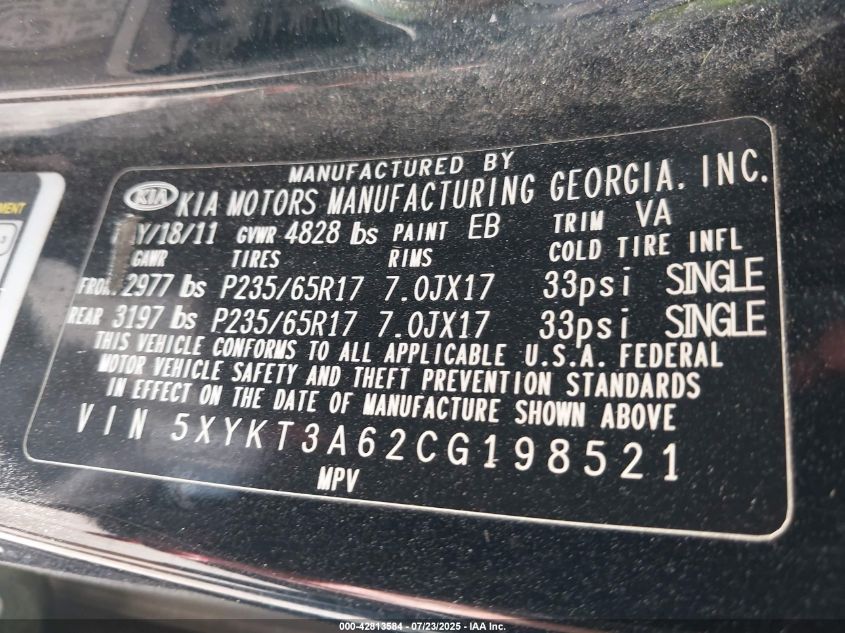 MENT
MANUFACTURED BY
KIA KIA MOTORS MANUFACTURING GEORGIA, INC.
/18/11 GVWR 4828 lbs PAINT EB TRIM VA
GAWR TIRES RIMS COLD TIRE INFL
2977 lbs P235/65R17 7.0JX17 33psi SINGLE
REAR 3197 lbs P235/65R17 7.0JX17 33psi SINGLE
THIS VEHICLE CONFORMS TO ALL APPLICABLE U.S.A. FEDERAL
MOTOR VEHICLE SAFETY AND THEFT PREVENTION STANDARDS
IN EFFECT ON THE DATE OF MANUFACTURE SHOWN ABOVE
VIN 5XYKT3A62CG198521
MPV
000-42813584 - 07/23/2025 - IAA Inc.